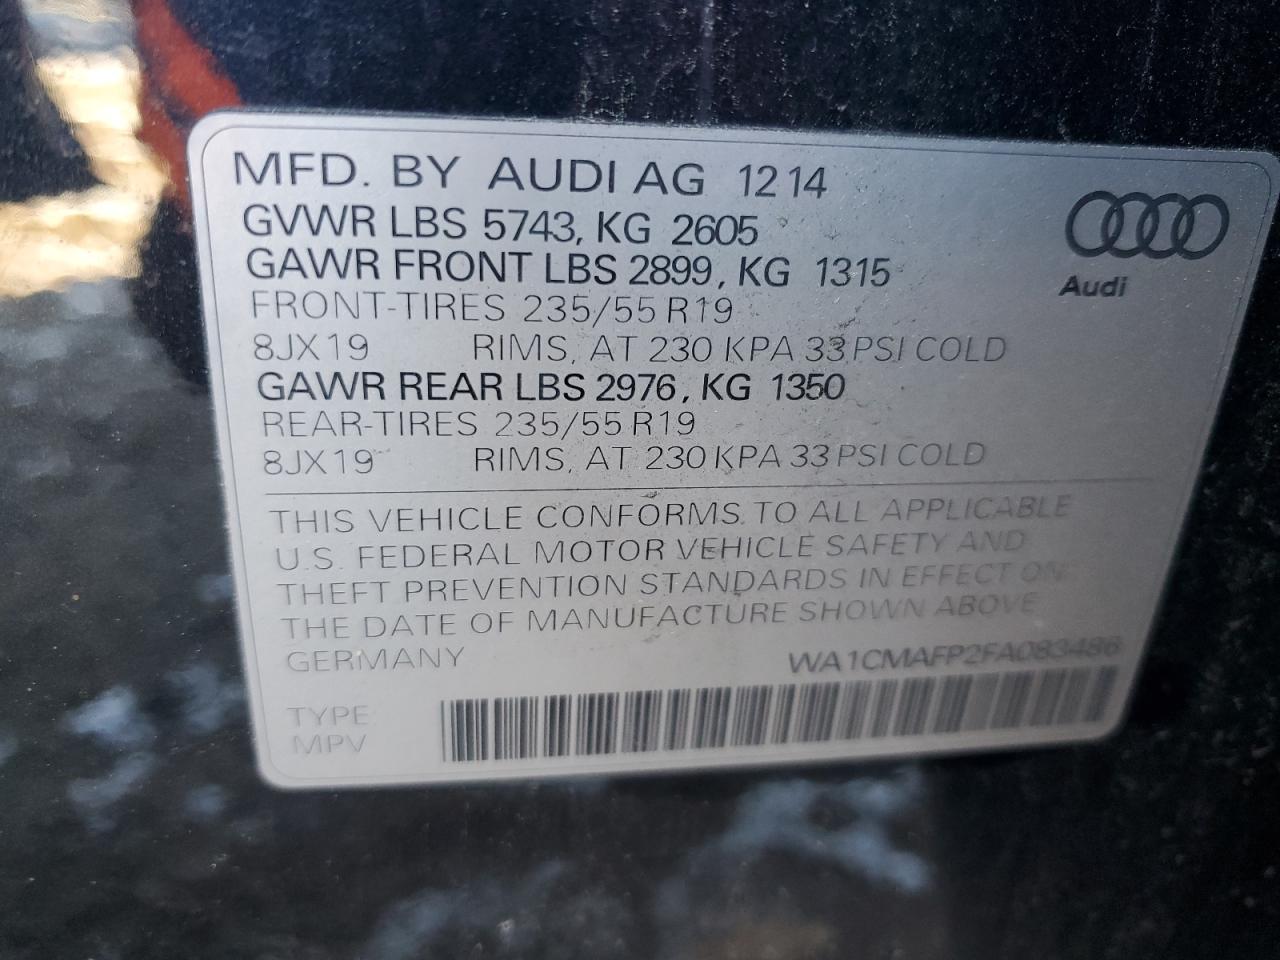 MFD. BY AUDI AG 12 14
GVWR LBS 5743, KG 2605
GAWR FRONT LBS 2899, KG 1315
FRONT-TIRES 235/55 R19
8JX19 RIMS, AT 230 KPA 33 PSI COLD
GAWR REAR LBS 2976, KG 1350
REAR-TIRES 235/55 R19
8JX19 RIMS, AT 230 KPA 33 PSI COLD
Audi
THIS VEHICLE CONFORMS TO ALL APPLICABLE
U.S. FEDERAL MOTOR VEHICLE SAFETY AND
THEFT PREVENTION STANDARDS IN EFFECT ON
THE DATE OF MANUFACTURE SHOWN ABOVE
GERMANY WA1CMAFP2FA083486
TYPE:
MPV